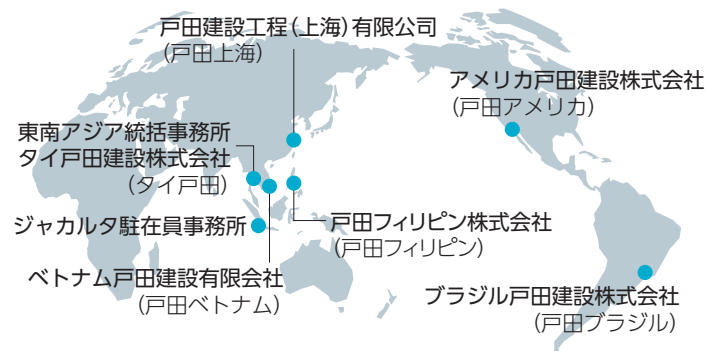 戸田建設工程（上海）有限公司
（戸田上海）
アメリカ戸田建設株式会社
（戸田アメリカ）
東南アジア統括事務所
タイ戸田建設株式会社
（タイ戸田）
ジャカルタ駐在員事務所
戸田フィリピン株式会社
（戸田フィリピン）
ベトナム戸田建設有限会社
（戸田ベトナム）
ブラジル戸田建設株式会社
（戸田ブラジル）